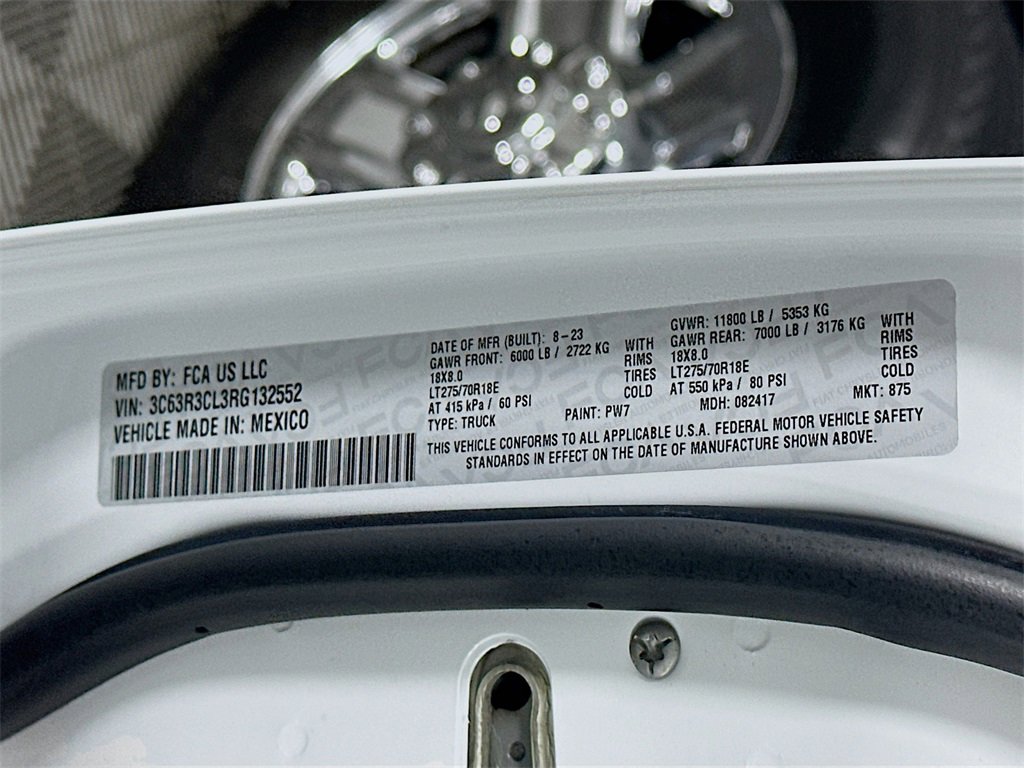 MFD BY: FCA US LLC
VIN: 3C63R3CL3RG132552
VEHICLE MADE IN: MEXICO
DATE OF MFR (BUILT): 8-23
GAWR FRONT: 6000 LB / 2722 KG WITH
18X8.0 RIMS
LT275/70R18E TIRES
AT 415 kPa / 60 PSI COLD
TYPE: TRUCK PAINT: PW7
GVWR: 11800 LB / 5353 KG
GAWR REAR: 7000 LB / 3176 KG WITH
18X8.0 RIMS
LT275/70R18E TIRES
AT 550 kPa / 80 PSI COLD
MDH: 082417 MKT: 875
THIS VEHICLE CONFORMS TO ALL APPLICABLE U.S.A. FEDERAL MOTOR VEHICLE SAFETY
STANDARDS IN EFFECT ON THE DATE OF MANUFACTURE SHOWN ABOVE.